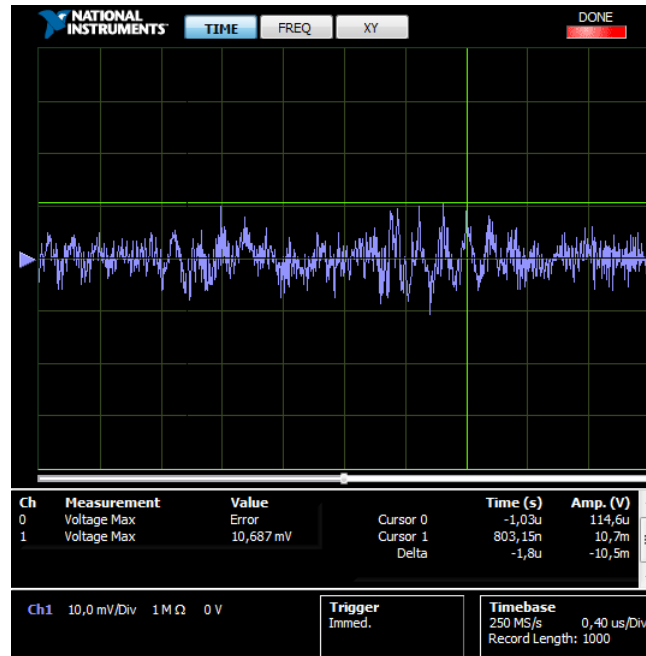 NATIONAL
INSTRUMENTS
TIME FREQ XY DONE
Ch Measurement Value Time (s) Amp. (V)
0 Voltage Max Error Cursor 0 -1,03u 114,6u
1 Voltage Max 10,687 mV Cursor 1 803,15n 10,7m
Delta -1,8u -10,5m
Ch1 10,0 mV/Div 1 M Ω 0 V
Trigger
Immed.
Timebase
250 MS/s 0,40 us/Div
Record Length: 1000